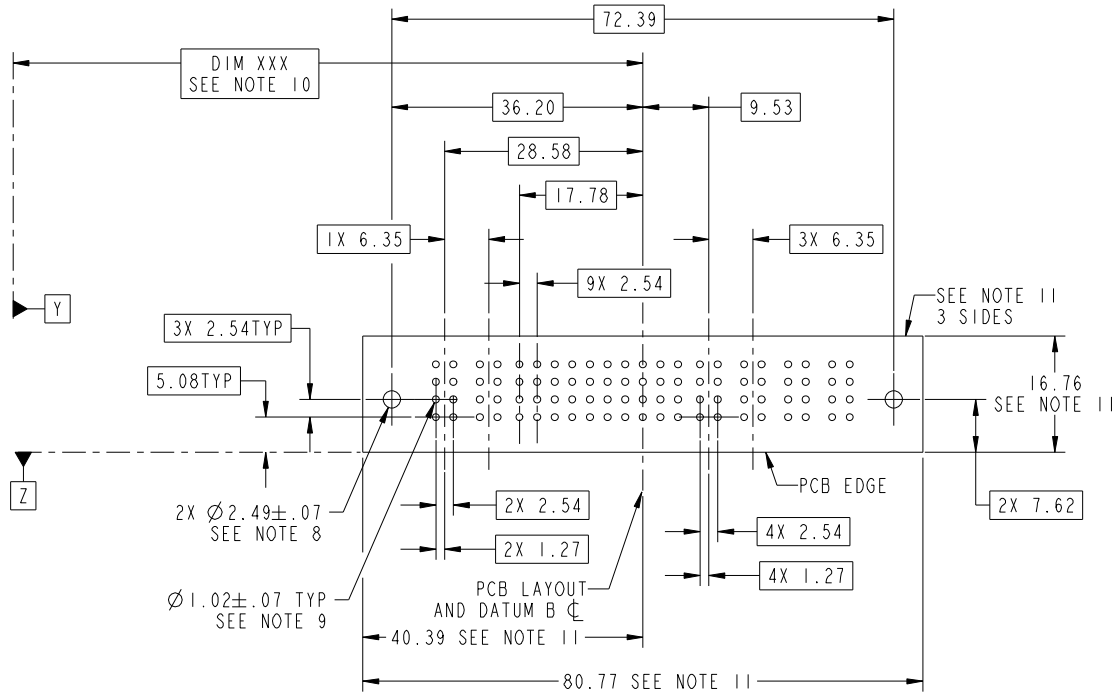 72.39
DIM XXX
SEE NOTE 10
36.20
9.53
28.58
17.78
1X 6.35
3X 6.35
9X 2.54
Y
SEE NOTE 11
3 SIDES
3X 2.54TYP
5.08TYP
16.76
SEE NOTE 11
Z
PCB EDGE
2X Ø2.49±.07
SEE NOTE 8
2X 2.54
4X 2.54
2X 7.62
2X 1.27
4X 1.27
Ø1.02±.07 TYP
SEE NOTE 9
PCB LAYOUT
AND DATUM B ℄
40.39 SEE NOTE 11
80.77 SEE NOTE 11